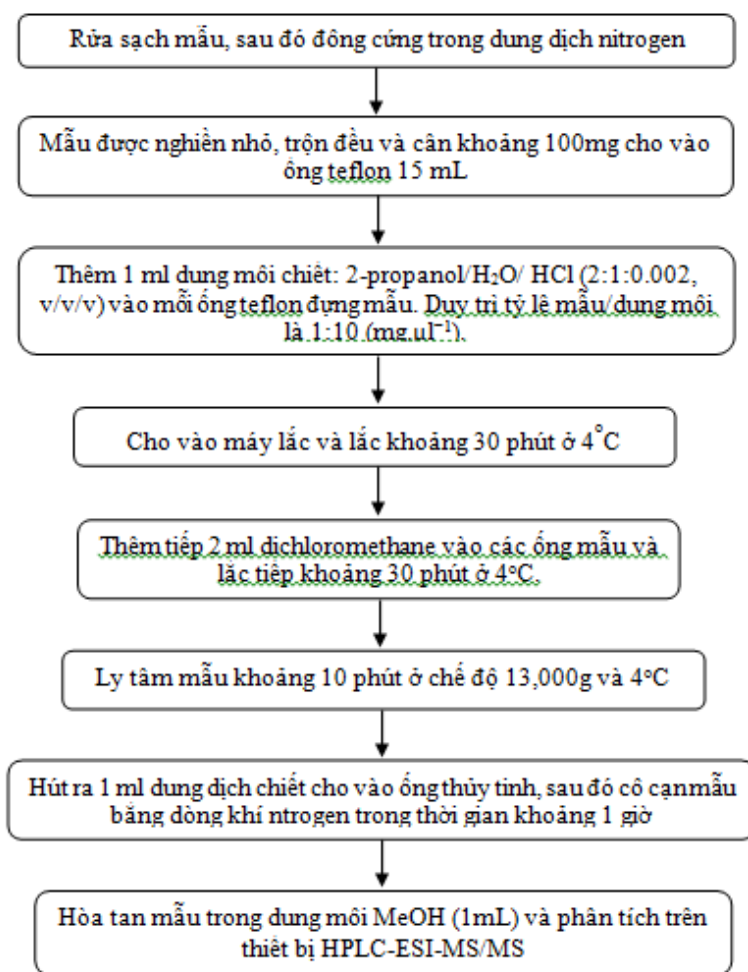 Rửa sạch mẫu, sau đó đông cứng trong dung dịch nitrogen
Mẫu được nghiền nhỏ, trộn đều và cân khoảng 100mg cho vào
ống teflon 15 mL
Thêm 1 ml dung môi chiết: 2-propanol/H₂O/ HCl (2:1:0.002,
v/v/v) vào mỗi ống teflon đựng mẫu. Duy trì tỷ lệ mẫu/dung môi
là 1:10 (mg.µl⁻¹).
Cho vào máy lắc và lắc khoảng 30 phút ở 4°C
Thêm tiếp 2 ml dichloromethane vào các ống mẫu và
lắc tiếp khoảng 30 phút ở 4°C.
Ly tâm mẫu khoảng 10 phút ở chế độ 13,000g và 4°C
Hút ra 1 ml dung dịch chiết cho vào ống thủy tinh, sau đó cô cạnmẫu
bằng dòng khí ntrogen trong thời gian khoảng 1 giờ
Hòa tan mẫu trong dung môi MeOH (1mL) và phân tích trên
thiết bị HPLC-ESI-MS/MS